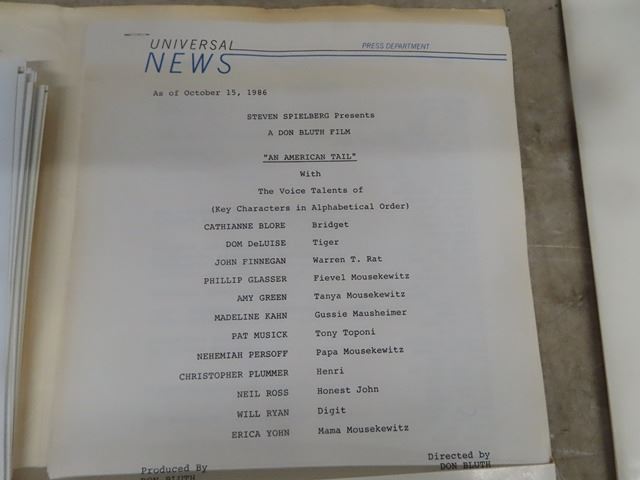 UNIVERSAL
NEWS
PRESS DEPARTMENT
As of October 15, 1986
STEVEN SPIELBERG Presents
A DON BLUTH FILM
"AN AMERICAN TAIL"
With
The Voice Talents of
(Key Characters in Alphabetical Order)
CATHIANNE BLORE Bridget
DOM DeLUISE Tiger
JOHN FINNEGAN Warren T. Rat
PHILLIP GLASSER Fievel Mousekewitz
AMY GREEN Tanya Mousekewitz
MADELINE KAHN Gussie Mausheimer
PAT MUSICK Tony Toponi
NEHEMIAH PERSOFF Papa Mousekewitz
CHRISTOPHER PLUMMER Henri
NEIL ROSS Honest John
WILL RYAN Digit
ERICA YOHN Mama Mousekewitz
Produced By
DON BLUTH
Directed by
DON BLUTH